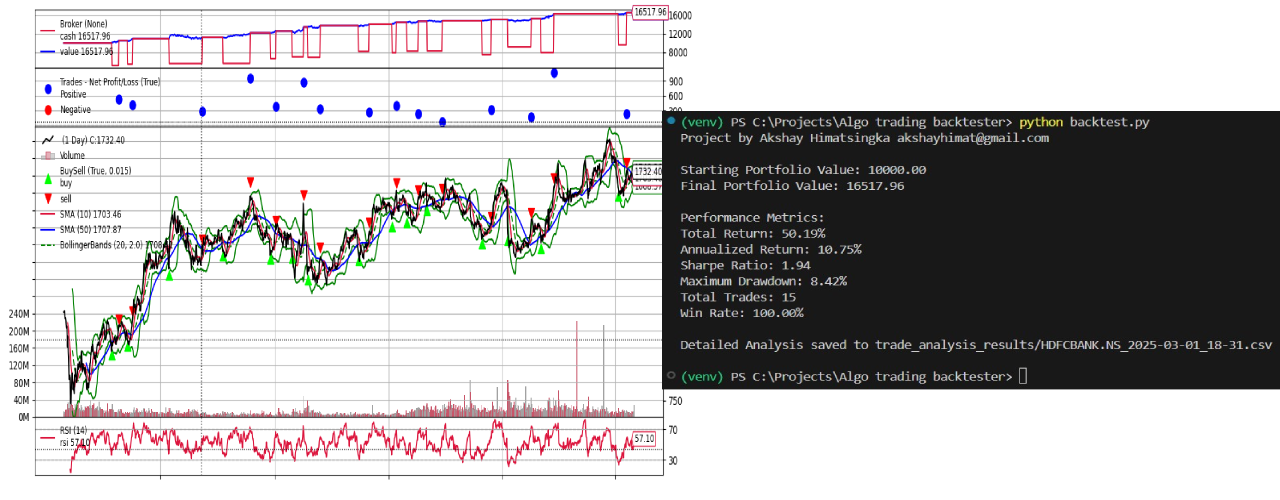 Broker (None)
cash 16517.96
value 16517.96
16517.96
16000
12000
8000
Trades - Net Profit/Loss (True)
Positive
Negative
900
600
300
(1 Day) C:1732.40
Volume
BuySell (True, 0.015)
buy
sell
SMA (10) 1703.46
SMA (50) 1707.87
BollingerBands (20, 2.0) 1708
1732.40
240M
200M
160M
120M
80M
40M
0M
750
RSI (14)
rsi 57.10
70
57.10
30
(venv) PS C:\Projects\Algo trading backtester> python backtest.py
Project by Akshay Himatsingka akshayhimat@gmail.com
Starting Portfolio Value: 10000.00
Final Portfolio Value: 16517.96
Performance Metrics:
Total Return: 50.19%
Annualized Return: 10.75%
Sharpe Ratio: 1.94
Maximum Drawdown: 8.42%
Total Trades: 15
Win Rate: 100.00%
Detailed Analysis saved to trade_analysis_results/HDFCBANK.NS_2025-03-01_18-31.csv
(venv) PS C:\Projects\Algo trading backtester>